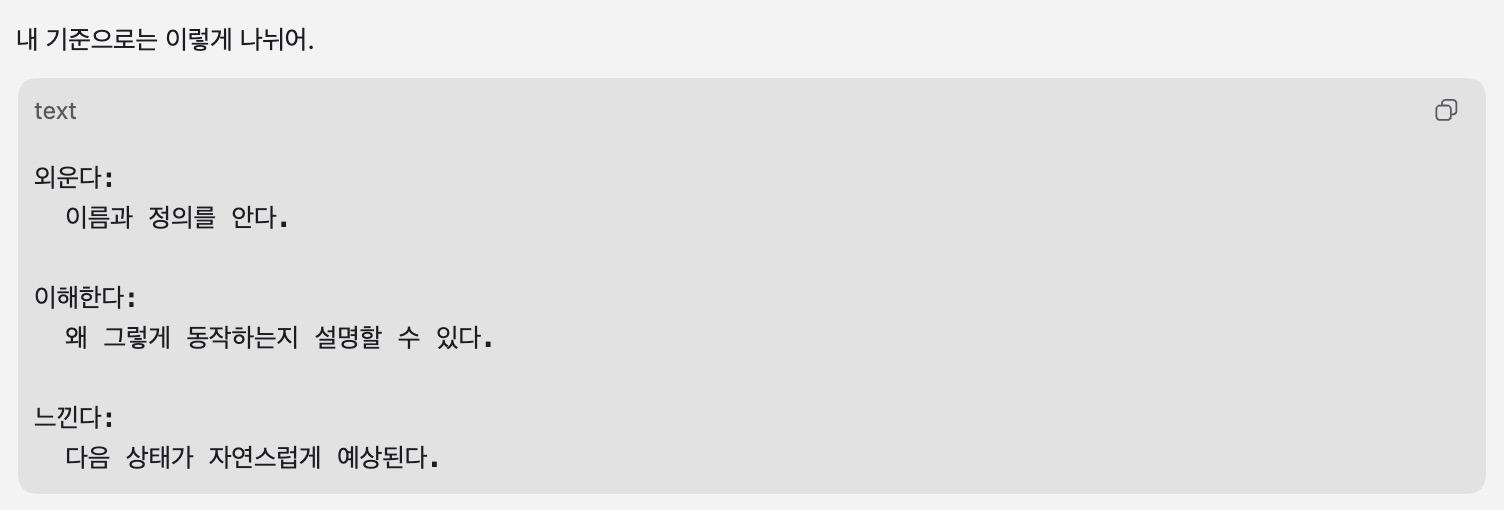 내 기준으로는 이렇게 나뉘어.
text
외운다:
이름과 정의를 안다.
이해한다:
왜 그렇게 동작하는지 설명할 수 있다.
느낀다:
다음 상태가 자연스럽게 예상된다.